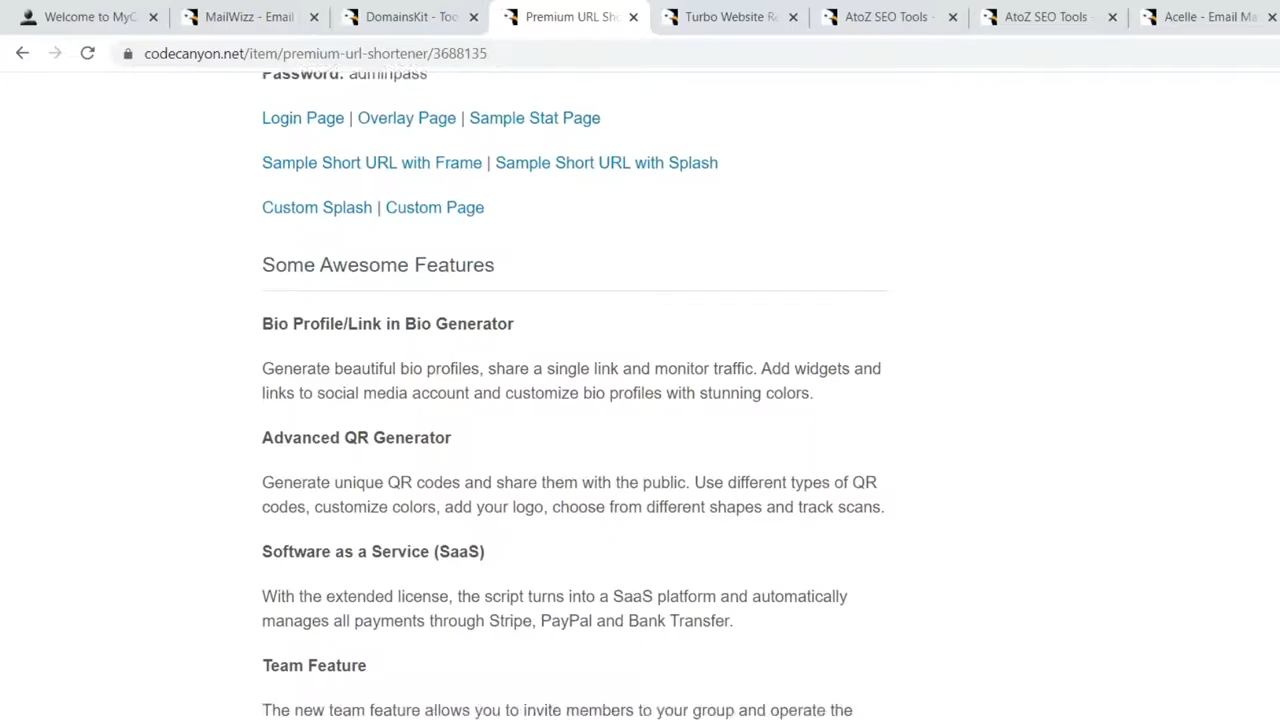 Welcome to MyC
MailWizz - Email
DomainsKit - Too
Premium URL Sho
Turbo Website Re
AtoZ SEO Tools -
AtoZ SEO Tools -
Acelle - Email Ma
codecanyon.net/item/premium-url-shortener/3688135
Password: adminpass
Login Page | Overlay Page | Sample Stat Page
Sample Short URL with Frame | Sample Short URL with Splash
Custom Splash | Custom Page
Some Awesome Features
Bio Profile/Link in Bio Generator
Generate beautiful bio profiles, share a single link and monitor traffic. Add widgets and
links to social media account and customize bio profiles with stunning colors.
Advanced QR Generator
Generate unique QR codes and share them with the public. Use different types of QR
codes, customize colors, add your logo, choose from different shapes and track scans.
Software as a Service (SaaS)
With the extended license, the script turns into a SaaS platform and automatically
manages all payments through Stripe, PayPal and Bank Transfer.
Team Feature
The new team feature allows you to invite members to your group and operate the